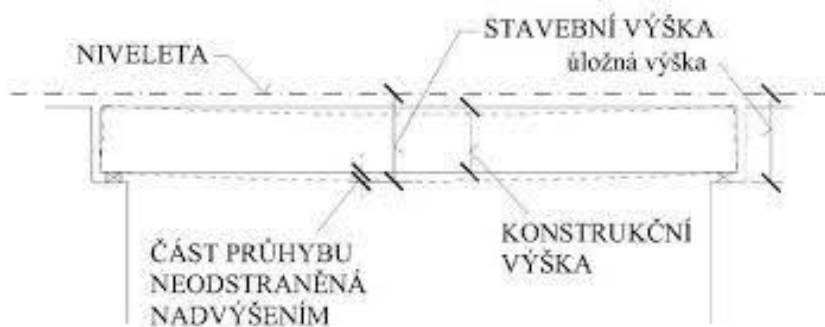 STAVEBNÍ VÝŠKA
NIVELETA
úložná výška
ČÁST PRŮHYBU
NEODSTRANĚNÁ
NADVÝŠENÍM
KONSTRUKČNÍ
VÝŠKA